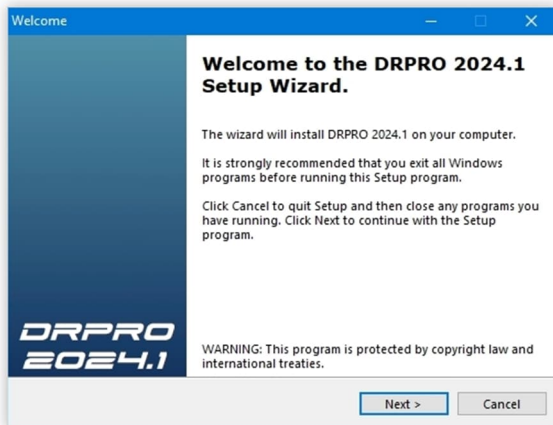 Welcome
Welcome to the DRPRO 2024.1
Setup Wizard.
The wizard will install DRPRO 2024.1 on your computer.
It is strongly recommended that you exit all Windows
programs before running this Setup program.
Click Cancel to quit Setup and then close any programs you
have running. Click Next to continue with the Setup
program.
DRPRO
2024.1
WARNING: This program is protected by copyright law and
international treaties.
Next >
Cancel